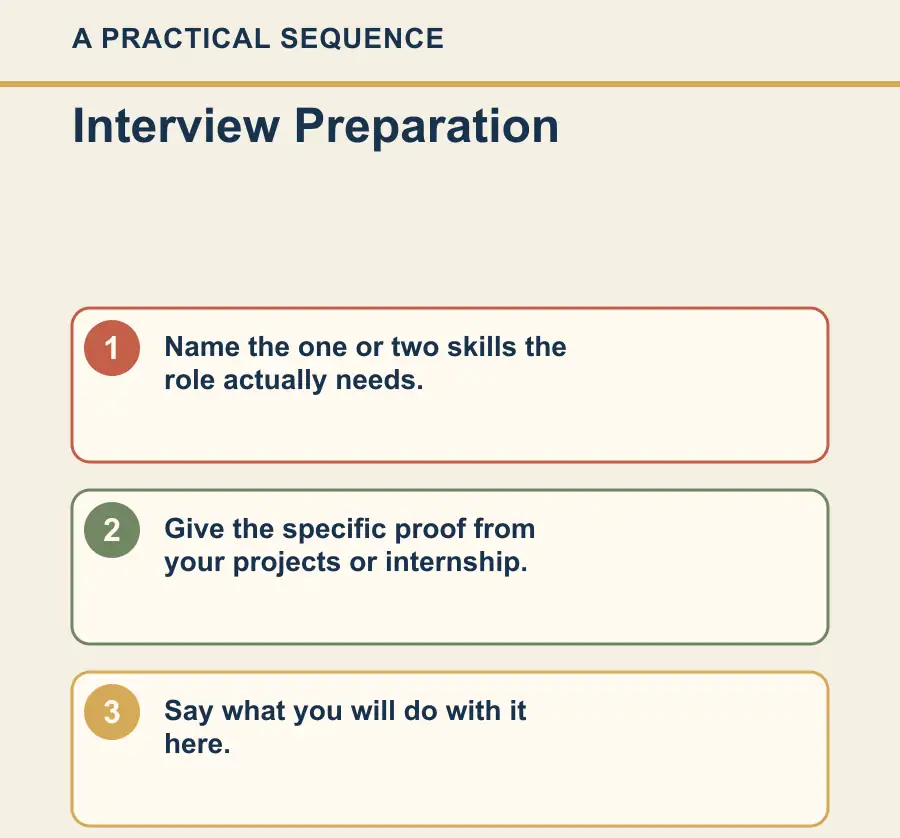 A PRACTICAL SEQUENCE
Interview Preparation
1
Name the one or two skills the
role actually needs.
2
Give the specific proof from
your projects or internship.
3
Say what you will do with it
here.